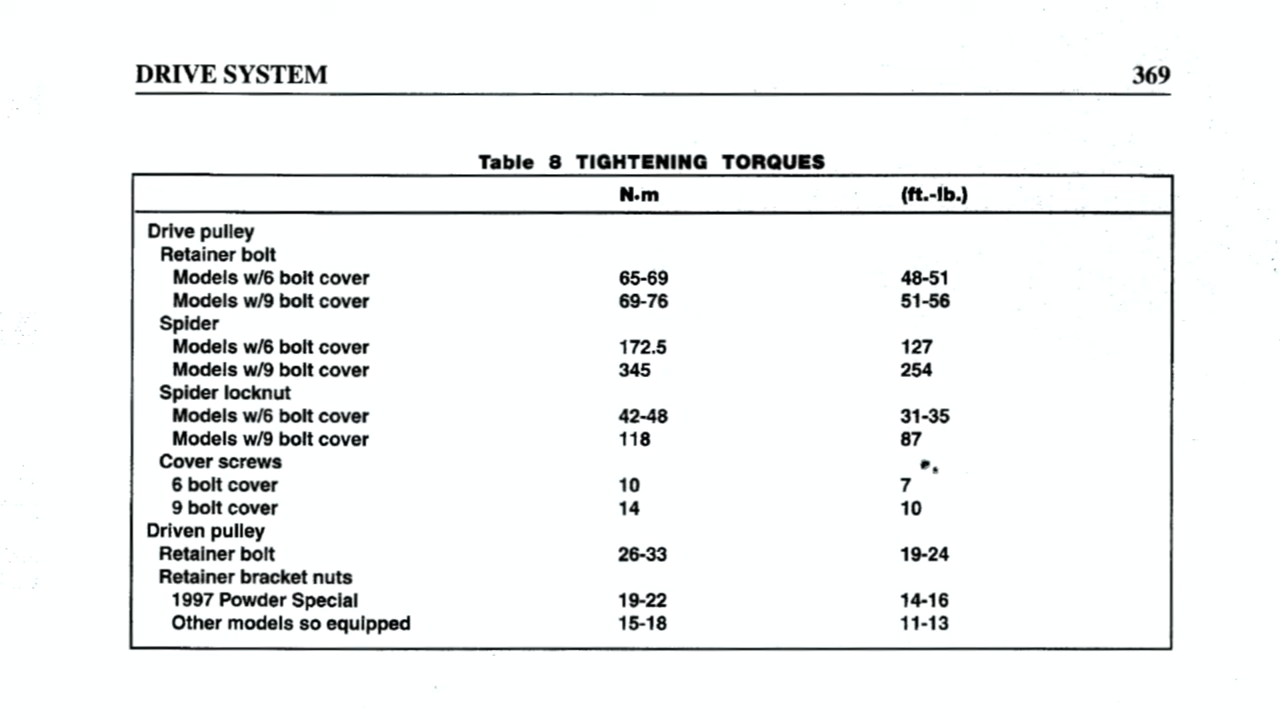 DRIVE SYSTEM 369
Table 8 TIGHTENING TORQUES
N•m (ft.-lb.)
Drive pulley
Retainer bolt
Models w/6 bolt cover 65-69 48-51
Models w/9 bolt cover 69-76 51-56
Spider
Models w/6 bolt cover 172.5 127
Models w/9 bolt cover 345 254
Spider locknut
Models w/6 bolt cover 42-48 31-35
Models w/9 bolt cover 118 87
Cover screws
6 bolt cover 10 7
9 bolt cover 14 10
Driven pulley
Retainer bolt 26-33 19-24
Retainer bracket nuts
1997 Powder Special 19-22 14-16
Other models so equipped 15-18 11-13